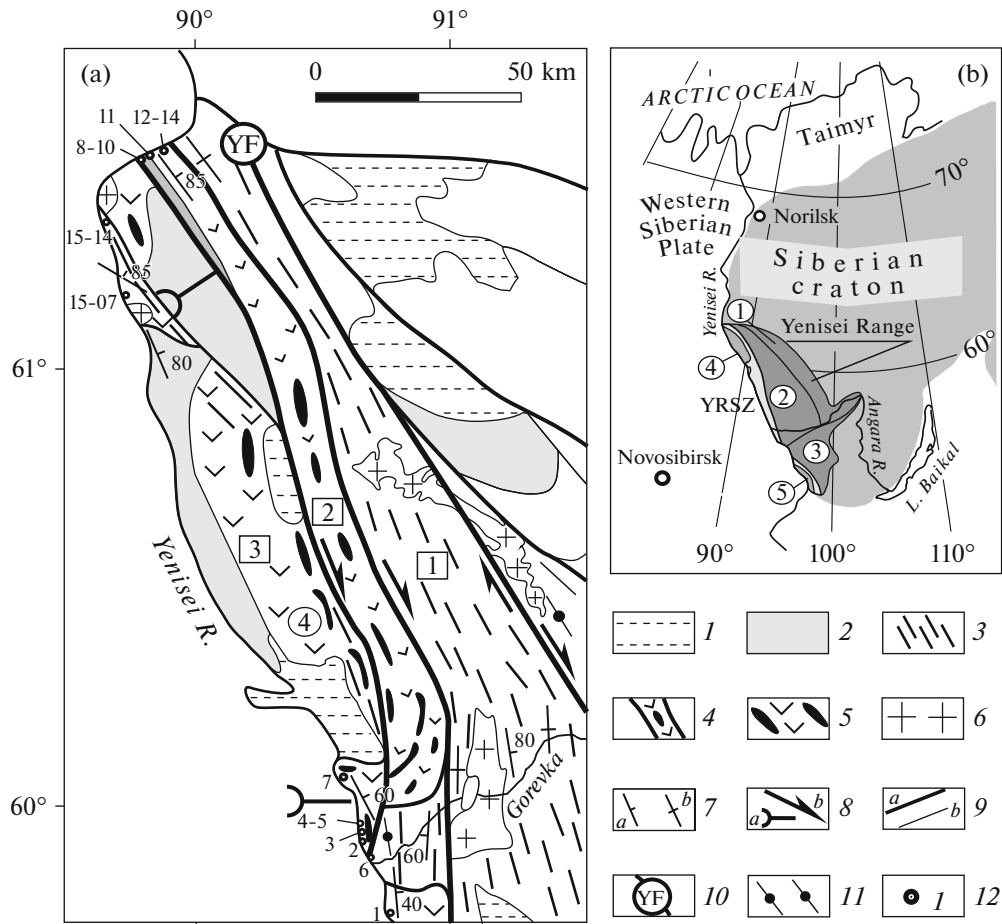 90°
91°
(a)
0
50 km
YF
11
12–14
8–10
85
15-14
85
15-07
80
61°
2
3
1
4
Yenisei R.
80
Gorevka
7
60
60°
4–5
3
2
60
6
40
1
(b)
ARCTIC OCEAN
Taimyr
70°
Western
Siberian
Plate
Norilsk
Siberian
craton
Yenisei R.
1
Yenisei Range
60°
4
2
YRSZ
Angara R.
3
Novosibirsk
5
L. Baikal
90°
100°
110°
1
2
3
4
5
6
a
b
7
a
b
8
a
b
9
YF
10
11
1
12